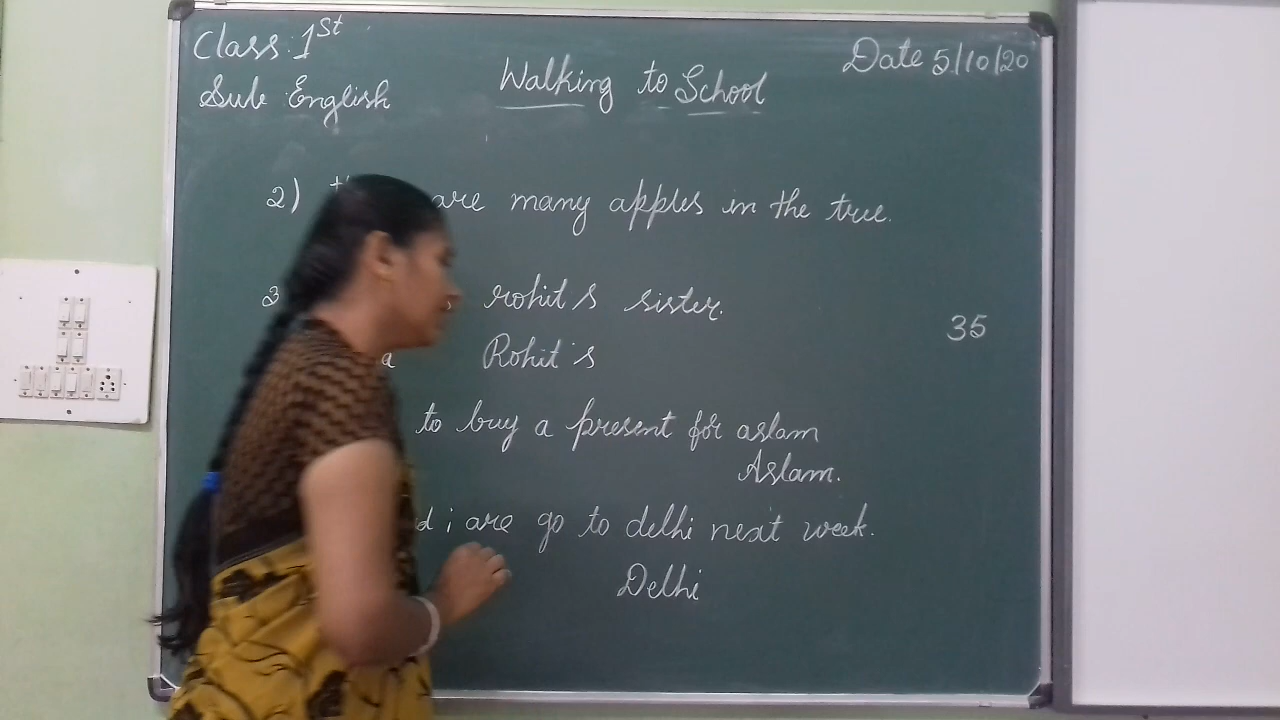 Class 1st
Sub English
Walking to School
Date 5/10/20
2) are many apples in the tree.
3 rohit s sister.
35
a Rohit's
to buy a present for aslam
Aslam.
i are go to delhi next week.
Delhi